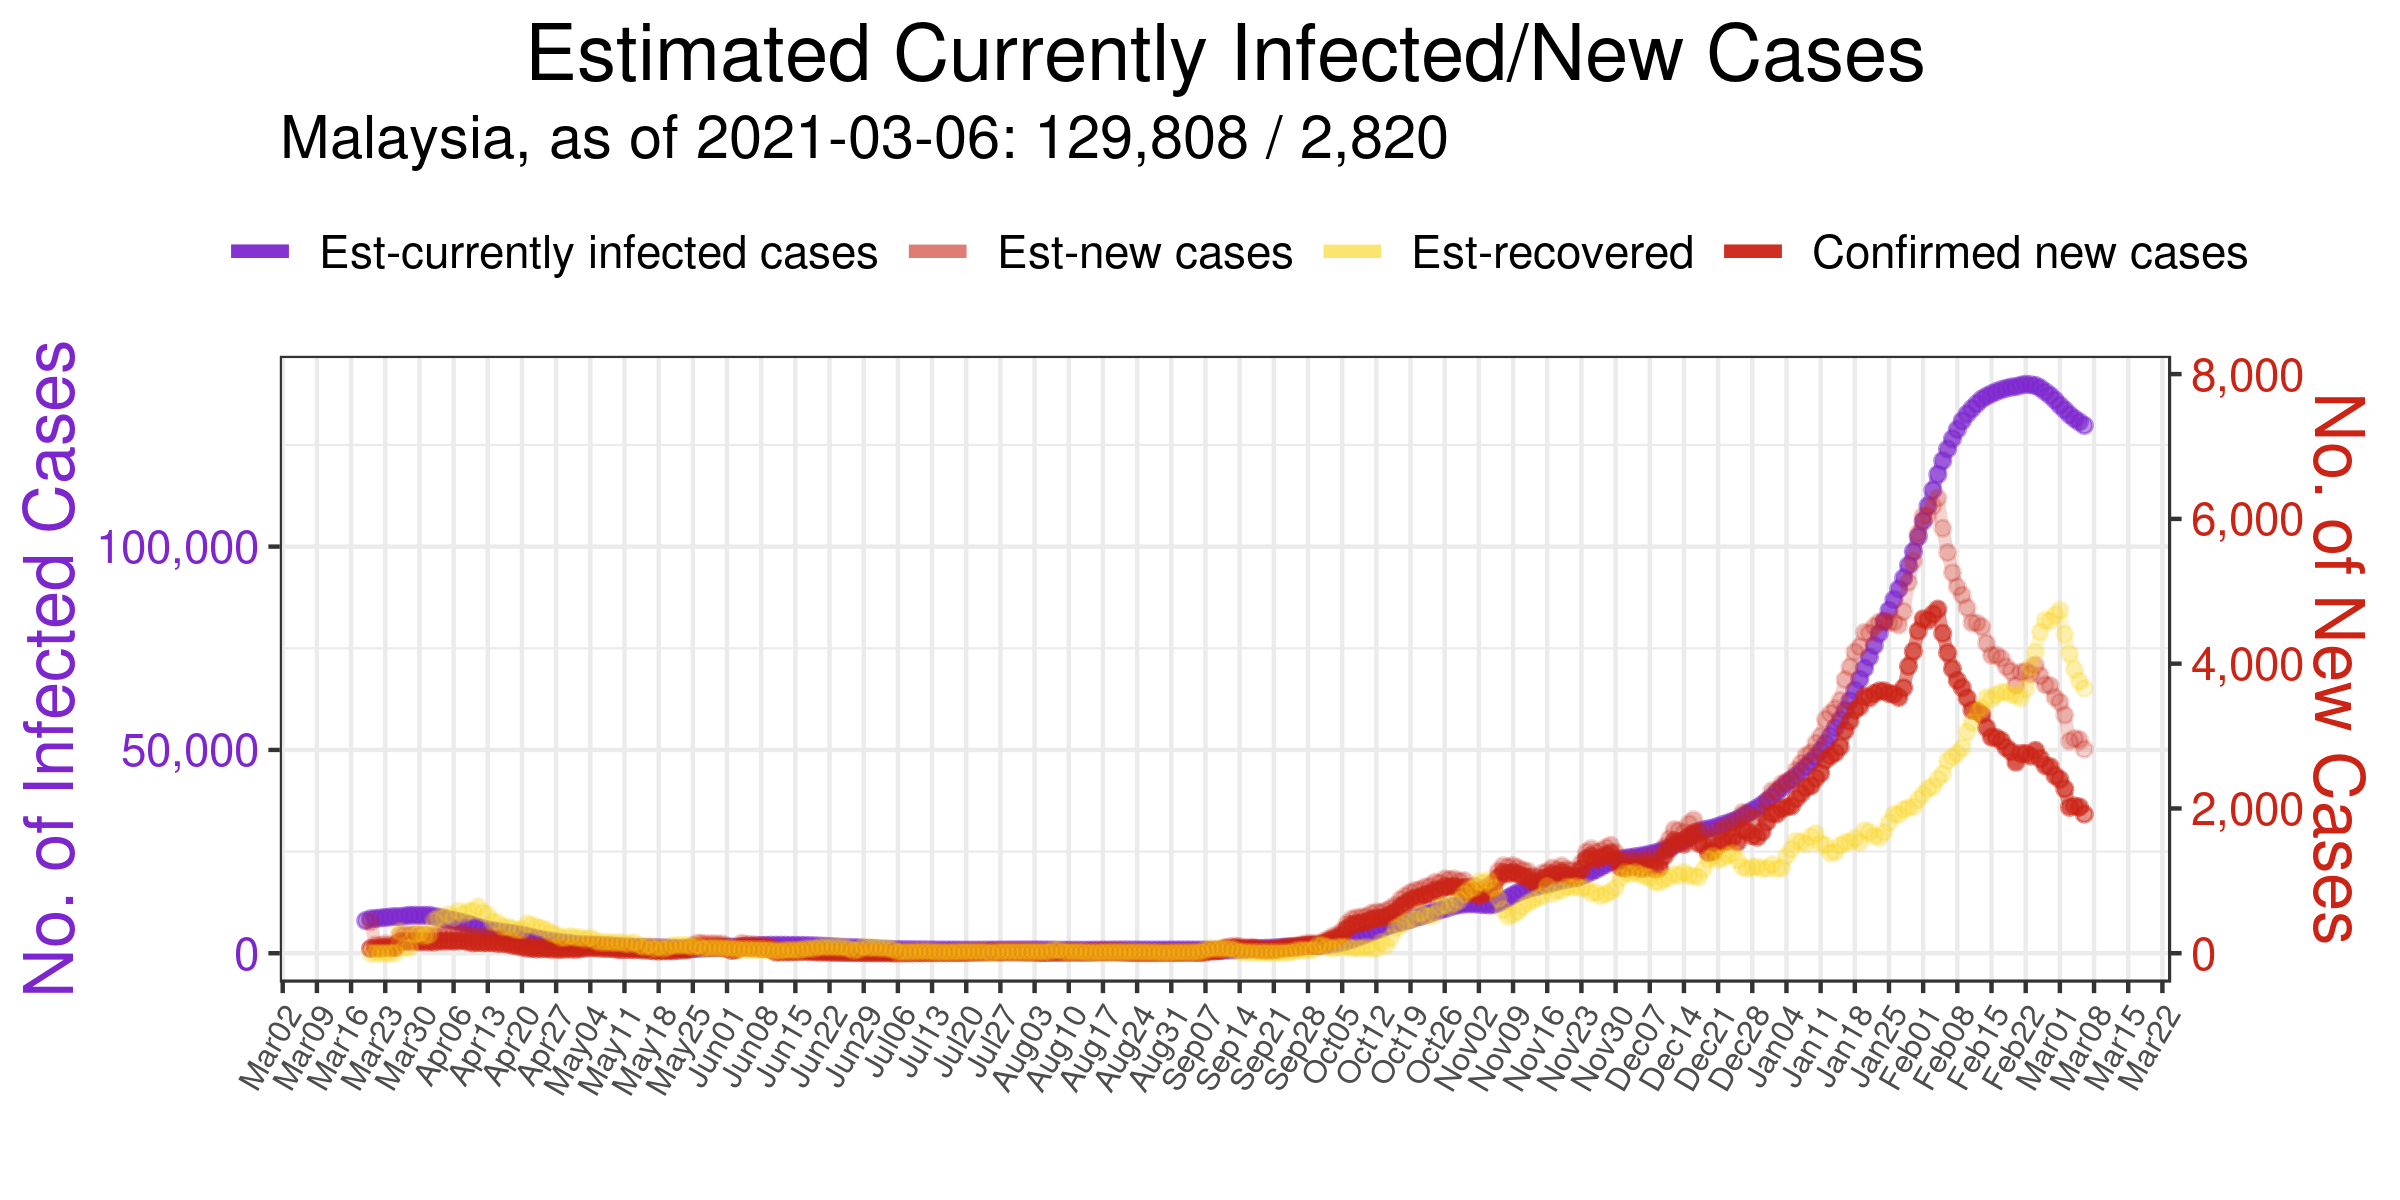 Estimated Currently Infected/New Cases
Malaysia, as of 2021-03-06: 129,808 / 2,820
Est-currently infected cases Est-new cases Est-recovered Confirmed new cases
No. of Infected Cases
100,000
50,000
0
8,000
6,000
4,000
2,000
0
No. of New Cases
Mar02 Mar09 Mar16 Mar23 Mar30 Apr06 Apr13 Apr20 Apr27 May04 May11 May18 May25 Jun01 Jun08 Jun15 Jun22 Jun29 Jul06 Jul13 Jul20 Jul27 Aug03 Aug10 Aug17 Aug24 Aug31 Sep07 Sep14 Sep21 Sep28 Oct05 Oct12 Oct19 Oct26 Nov02 Nov09 Nov16 Nov23 Nov30 Dec07 Dec14 Dec21 Dec28 Jan04 Jan11 Jan18 Jan25 Feb01 Feb08 Feb15 Feb22 Mar01 Mar08 Mar15 Mar22